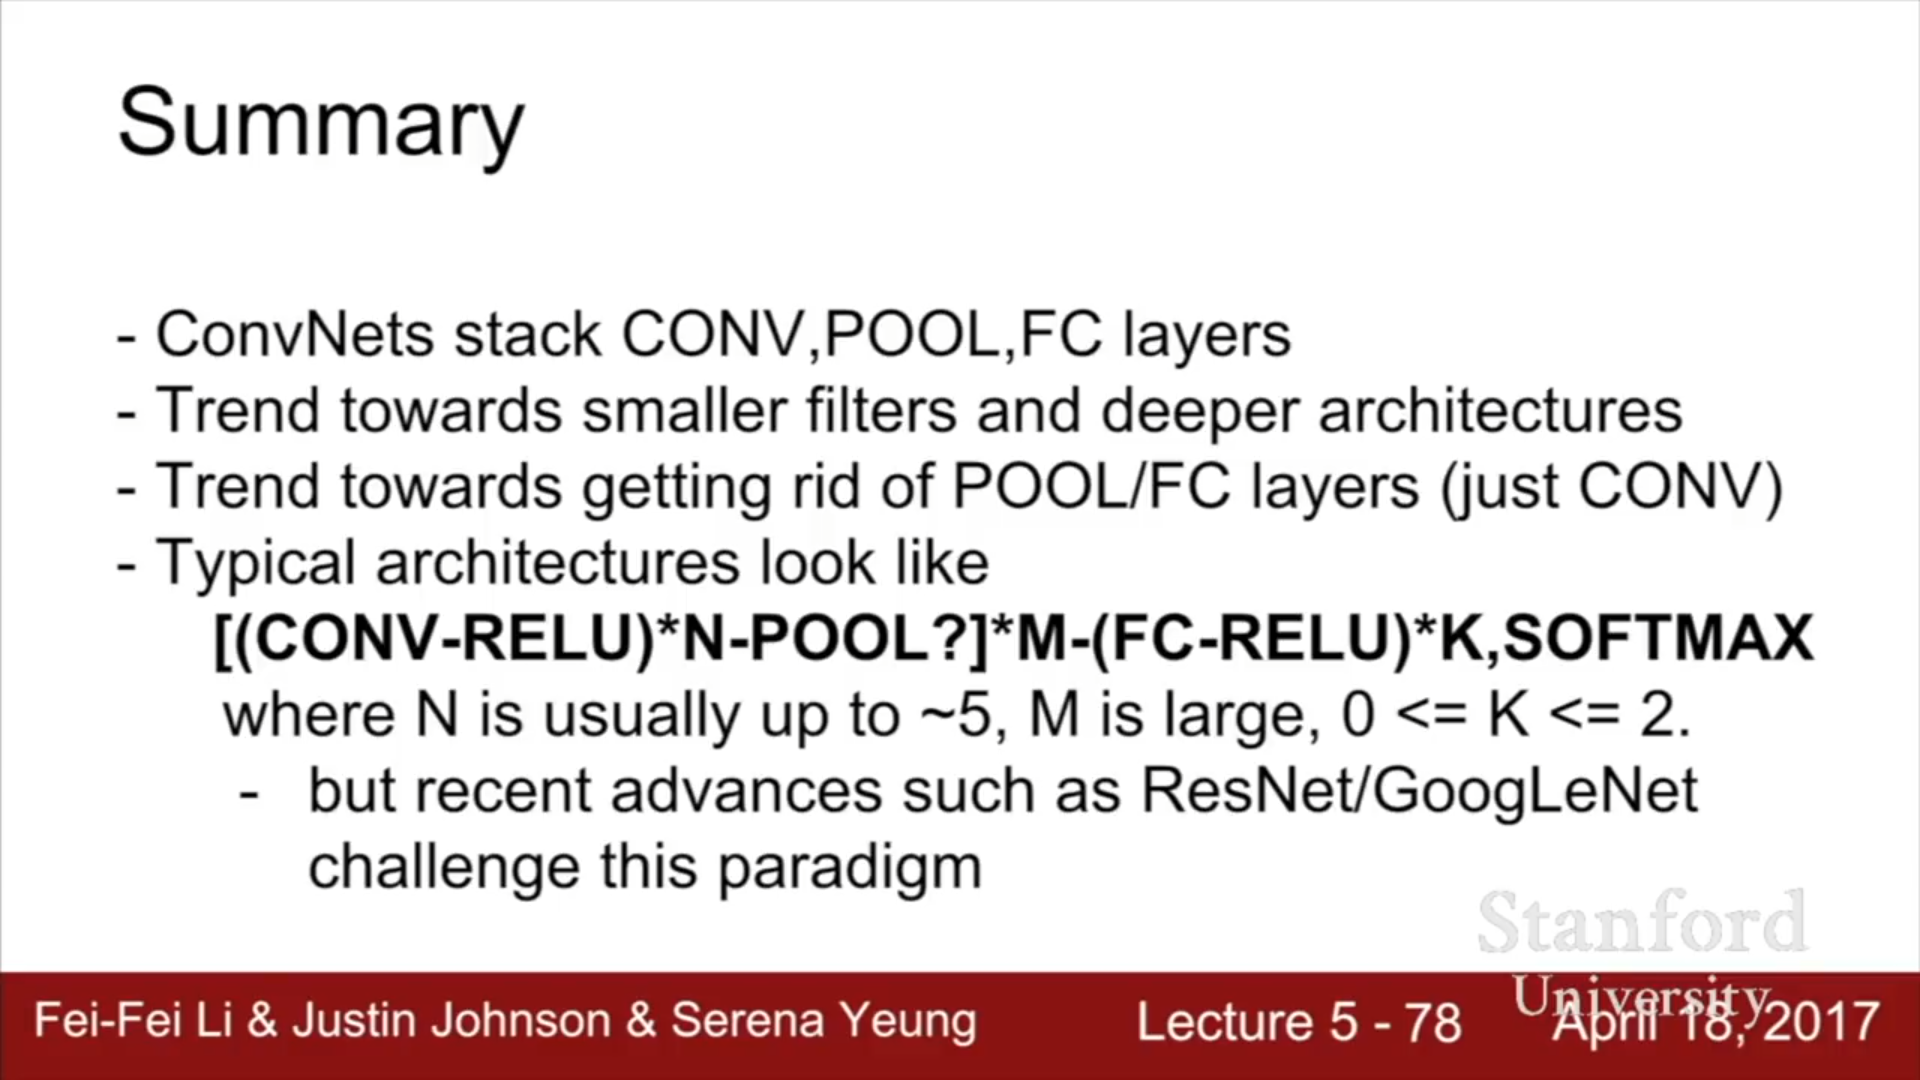 Summary
- ConvNets stack CONV,POOL,FC layers
- Trend towards smaller filters and deeper architectures
- Trend towards getting rid of POOL/FC layers (just CONV)
- Typical architectures look like
[(CONV-RELU)*N-POOL?]*M-(FC-RELU)*K,SOFTMAX
where N is usually up to ~5, M is large, 0 <= K <= 2.
- but recent advances such as ResNet/GoogLeNet
challenge this paradigm
Stanford
University
Fei-Fei Li & Justin Johnson & Serena Yeung Lecture 5 - 78 April 18, 2017